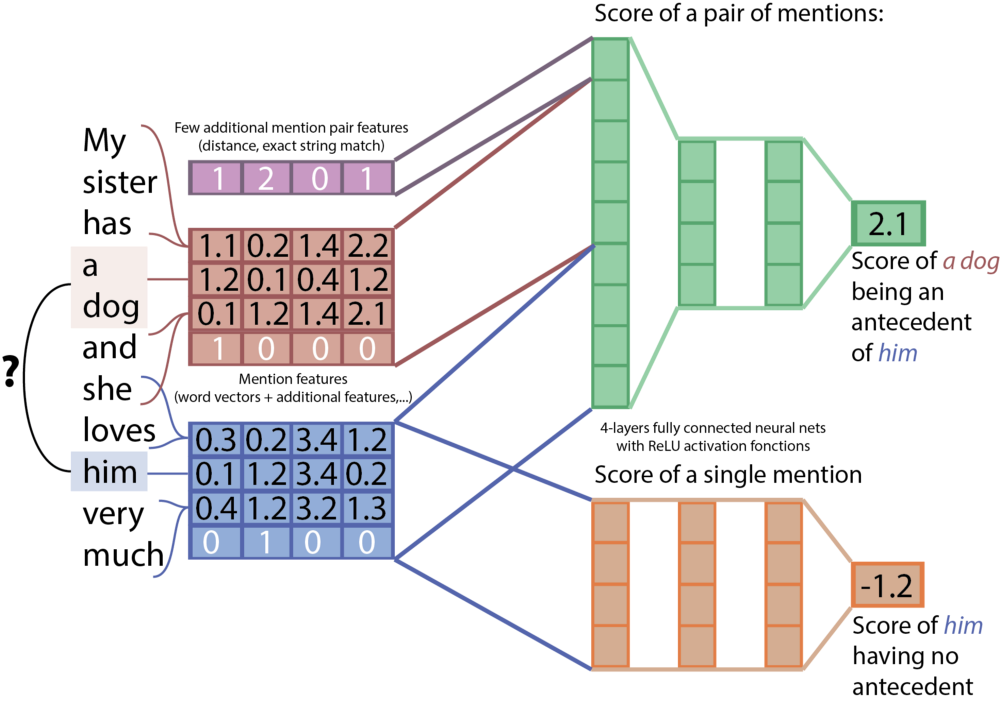 Score of a pair of mentions:
My
sister
has
a
dog
and
she
loves
him
very
much
?
Few additional mention pair features
(distance, exact string match)
1 2 0 1
1.1 0.2 1.4 2.2
1.2 0.1 0.4 1.2
0.1 1.2 1.4 2.1
1 0 0 0
Mention features
(word vectors + additional features,...)
0.3 0.2 3.4 1.2
0.1 1.2 3.4 0.2
0.4 1.2 3.2 1.3
0 1 0 0
2.1
Score of a dog
being an
antecedent
of him
4-layers fully connected neural nets
with ReLU activation fonctions
Score of a single mention
-1.2
Score of him
having no
antecedent